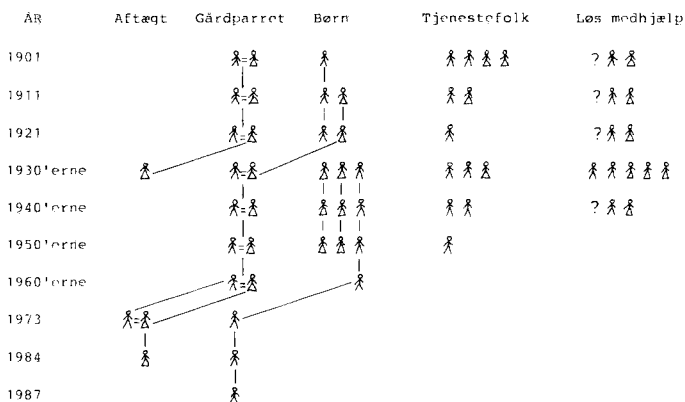 ÅR Aftægt Gårdparret Børn Tjenestefolk Løs medhjælp
1901 ?
1911 ?
1921 ?
1930'erne
1940'erne ?
1950'erne
1960'erne
1973
1984
1987